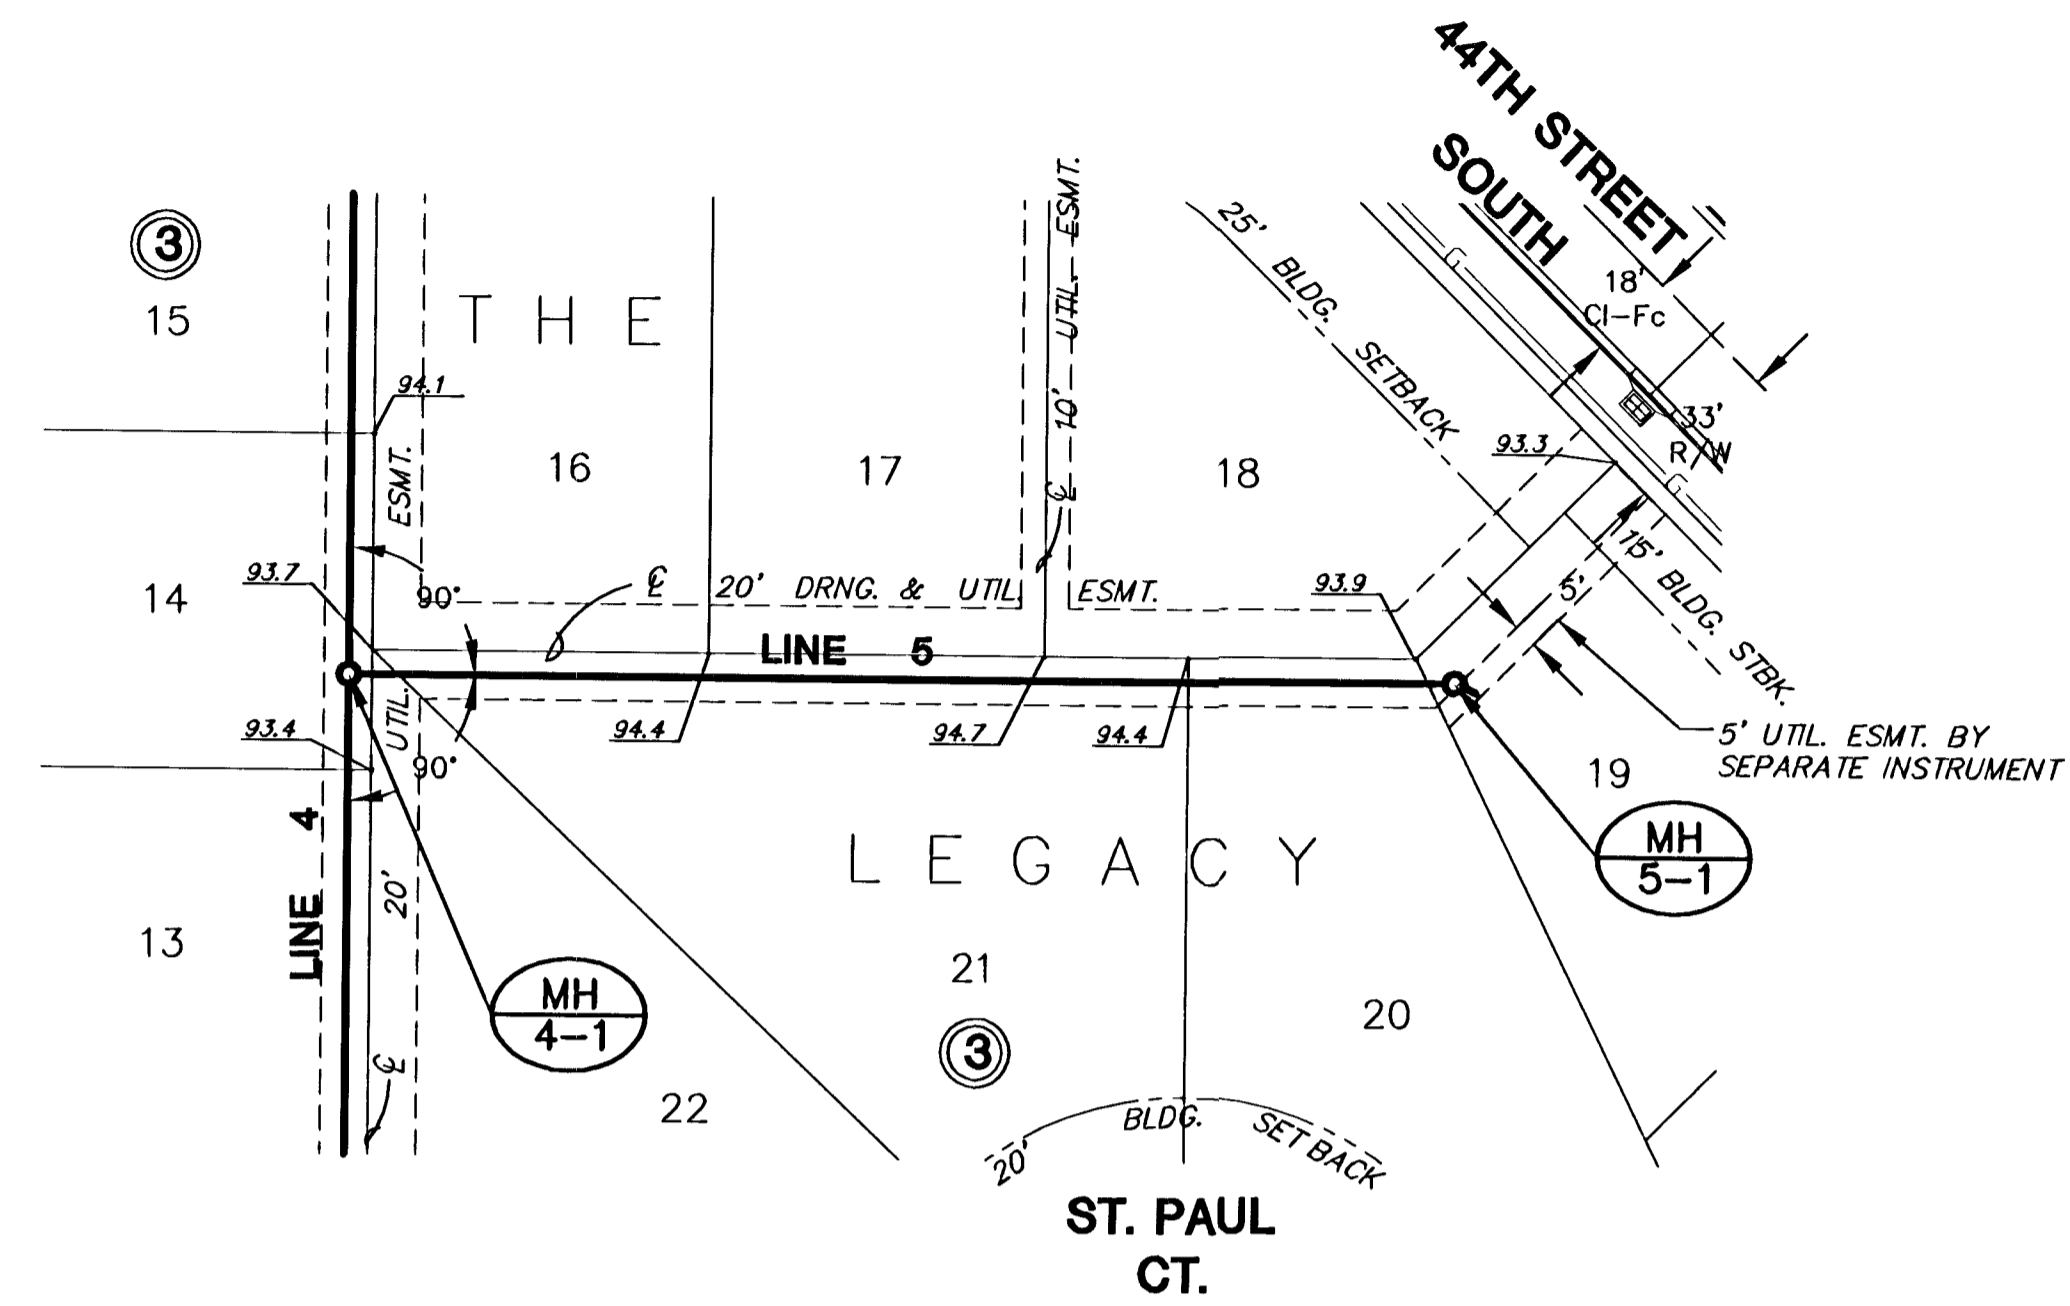 44TH STREET
SOUTH
18'
Cl-Fc
33'
R/W
3
15
THE
94.1
ESMT.
16
17
℄ 10' UTIL. ESMT.
18
25' BLDG. SETBACK
93.3
93.7
14
90°
℄
20' DRNG. & UTIL. ESMT.
93.9
5'
15' BLDG. STBK.
LINE 5
93.4
UTIL.
90°
94.4
94.7
94.4
5' UTIL. ESMT. BY
SEPARATE INSTRUMENT
19
MH
5-1
LINE 4
20'
LEGACY
13
21
3
20
MH
4-1
℄
22
20' BLDG. SETBACK
ST. PAUL
CT.
G
G